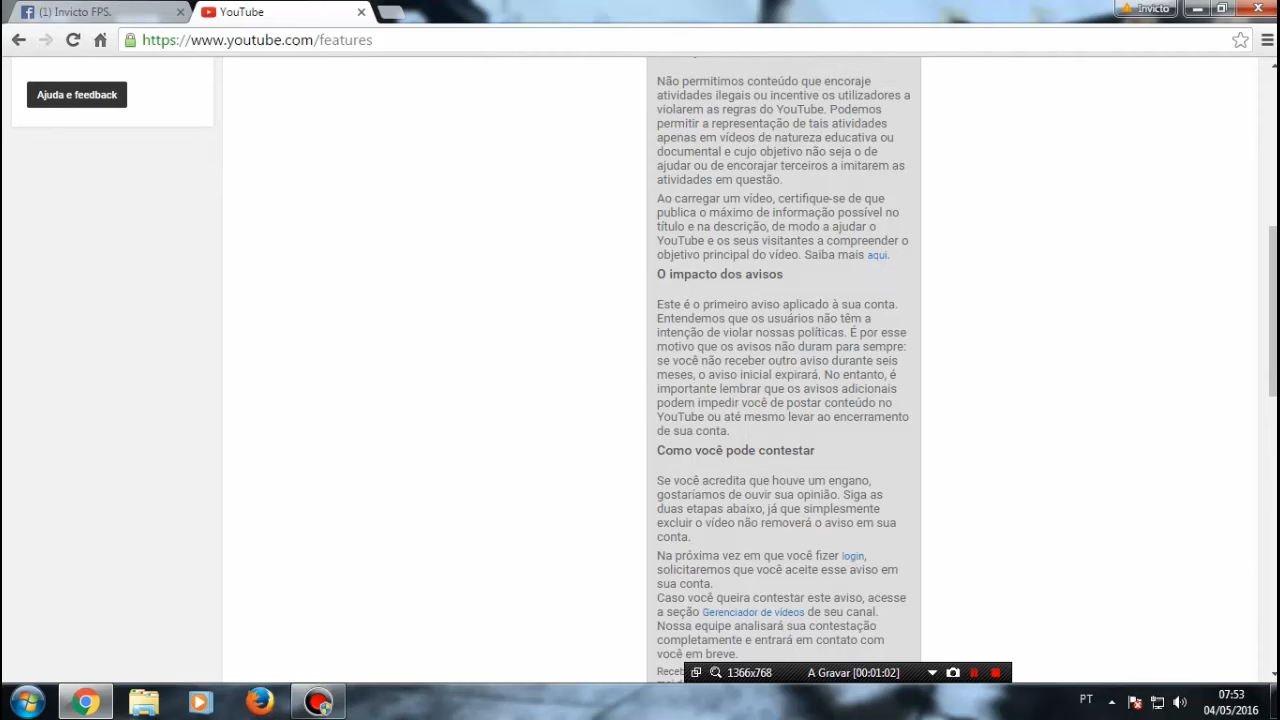 (1) Invicto FPS.
YouTube
Invicto
https://www.youtube.com/features
Ajuda e feedback
Não permitimos conteúdo que encoraje
atividades ilegais ou incentive os utilizadores a
violarem as regras do YouTube. Podemos
permitir a representação de tais atividades
apenas em vídeos de natureza educativa ou
documental e cujo objetivo não seja o de
ajudar ou de encorajar terceiros a imitarem as
atividades em questão.
Ao carregar um vídeo, certifique-se de que
publica o máximo de informação possível no
título e na descrição, de modo a ajudar o
YouTube e os seus visitantes a compreender o
objetivo principal do vídeo. Saiba mais aqui.
O impacto dos avisos
Este é o primeiro aviso aplicado à sua conta.
Entendemos que os usuários não têm a
intenção de violar nossas políticas. É por esse
motivo que os avisos não duram para sempre:
se você não receber outro aviso durante seis
meses, o aviso inicial expirará. No entanto, é
importante lembrar que os avisos adicionais
podem impedir você de postar conteúdo no
YouTube ou até mesmo levar ao encerramento
de sua conta.
Como você pode contestar
Se você acredita que houve um engano,
gostaríamos de ouvir sua opinião. Siga as
duas etapas abaixo, já que simplesmente
excluir o vídeo não removerá o aviso em sua
conta.
Na próxima vez em que você fizer login,
solicitaremos que você aceite esse aviso em
sua conta.
Caso você queira contestar este aviso, acesse
a seção Gerenciador de vídeos de seu canal.
Nossa equipe analisará sua contestação
completamente e entrará em contato com
você em breve.
1366x768
A Gravar [00:01:02]
PT
07:53
04/05/2016